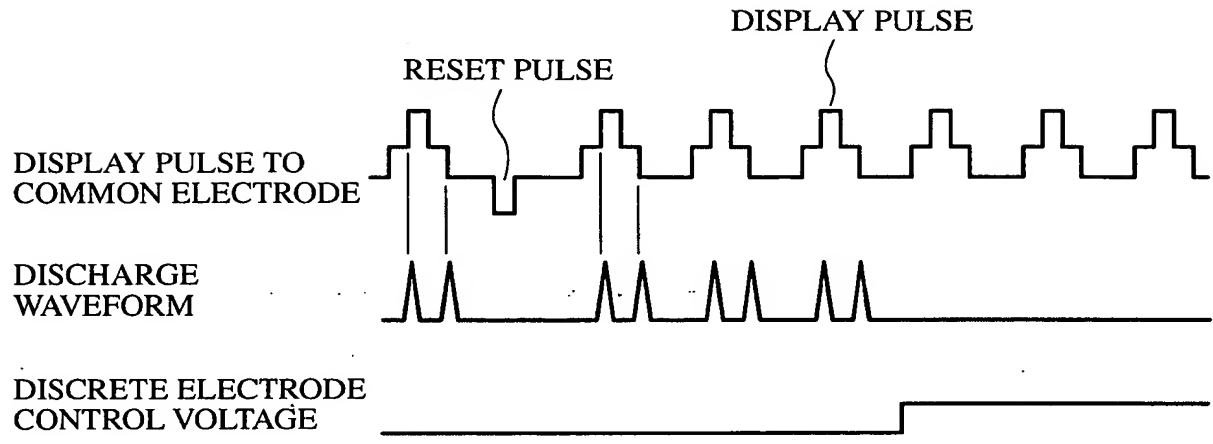 DISPLAY PULSE
RESET PULSE
DISPLAY PULSE TO
COMMON ELECTRODE
DISCHARGE
WAVEFORM
DISCRETE ELECTRODE
CONTROL VOLTAGE